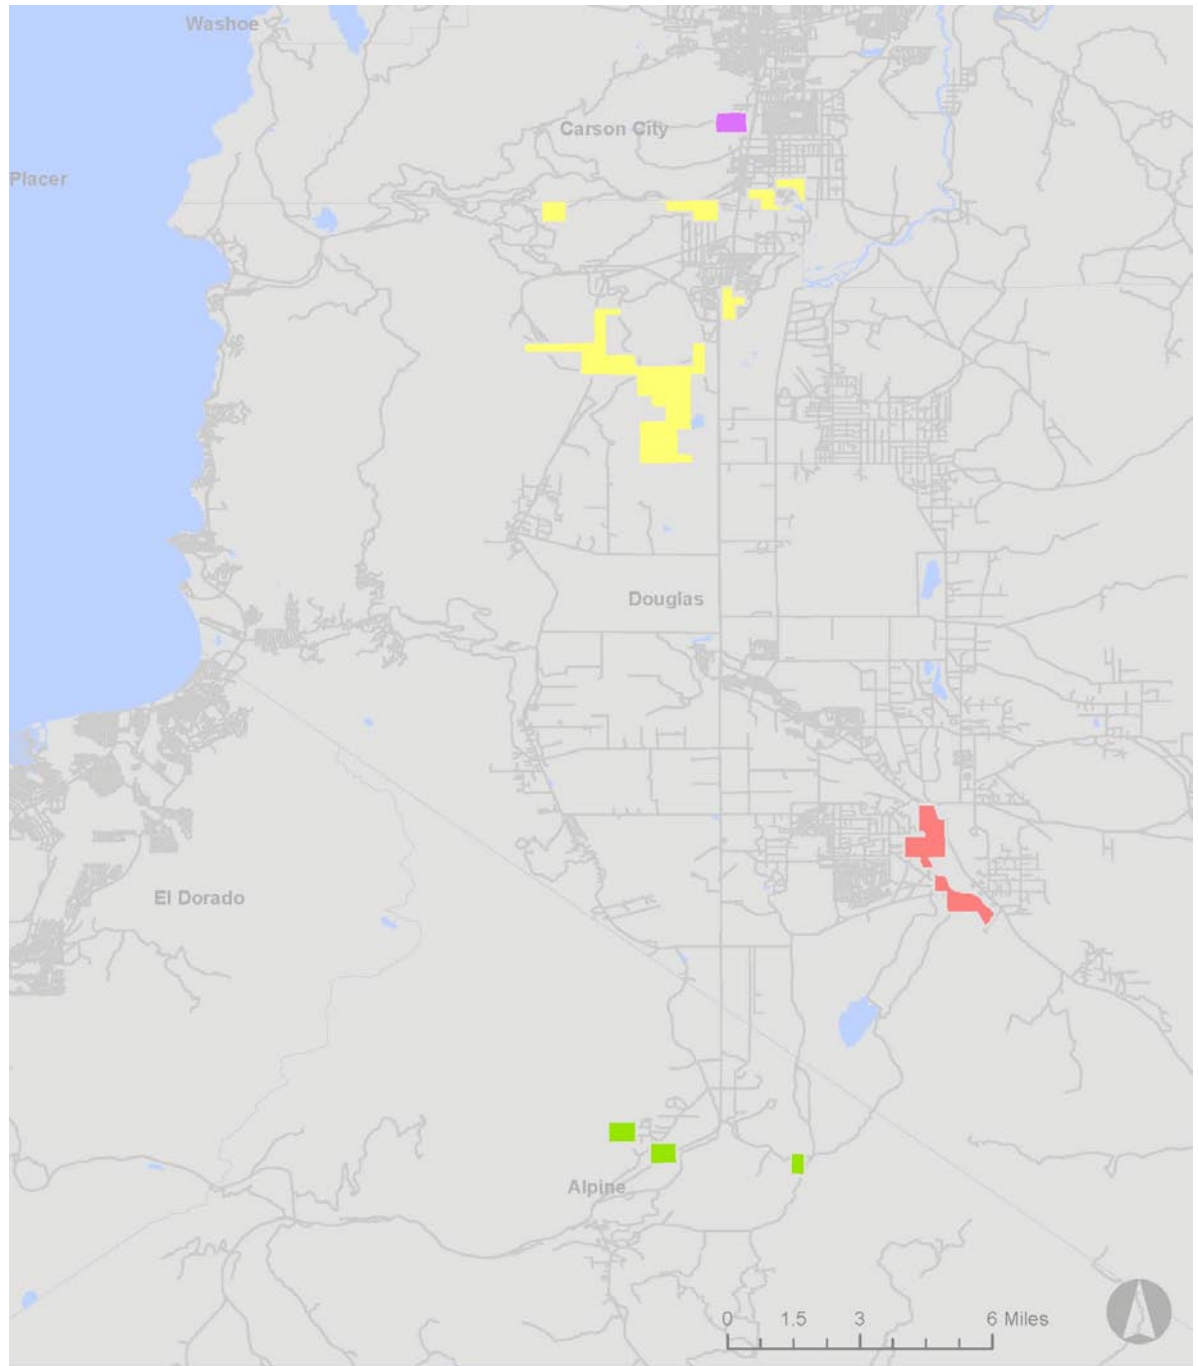 Washoe
Carson City
Placer
Douglas
El Dorado
Alpine
0 1.5 3 6 Miles